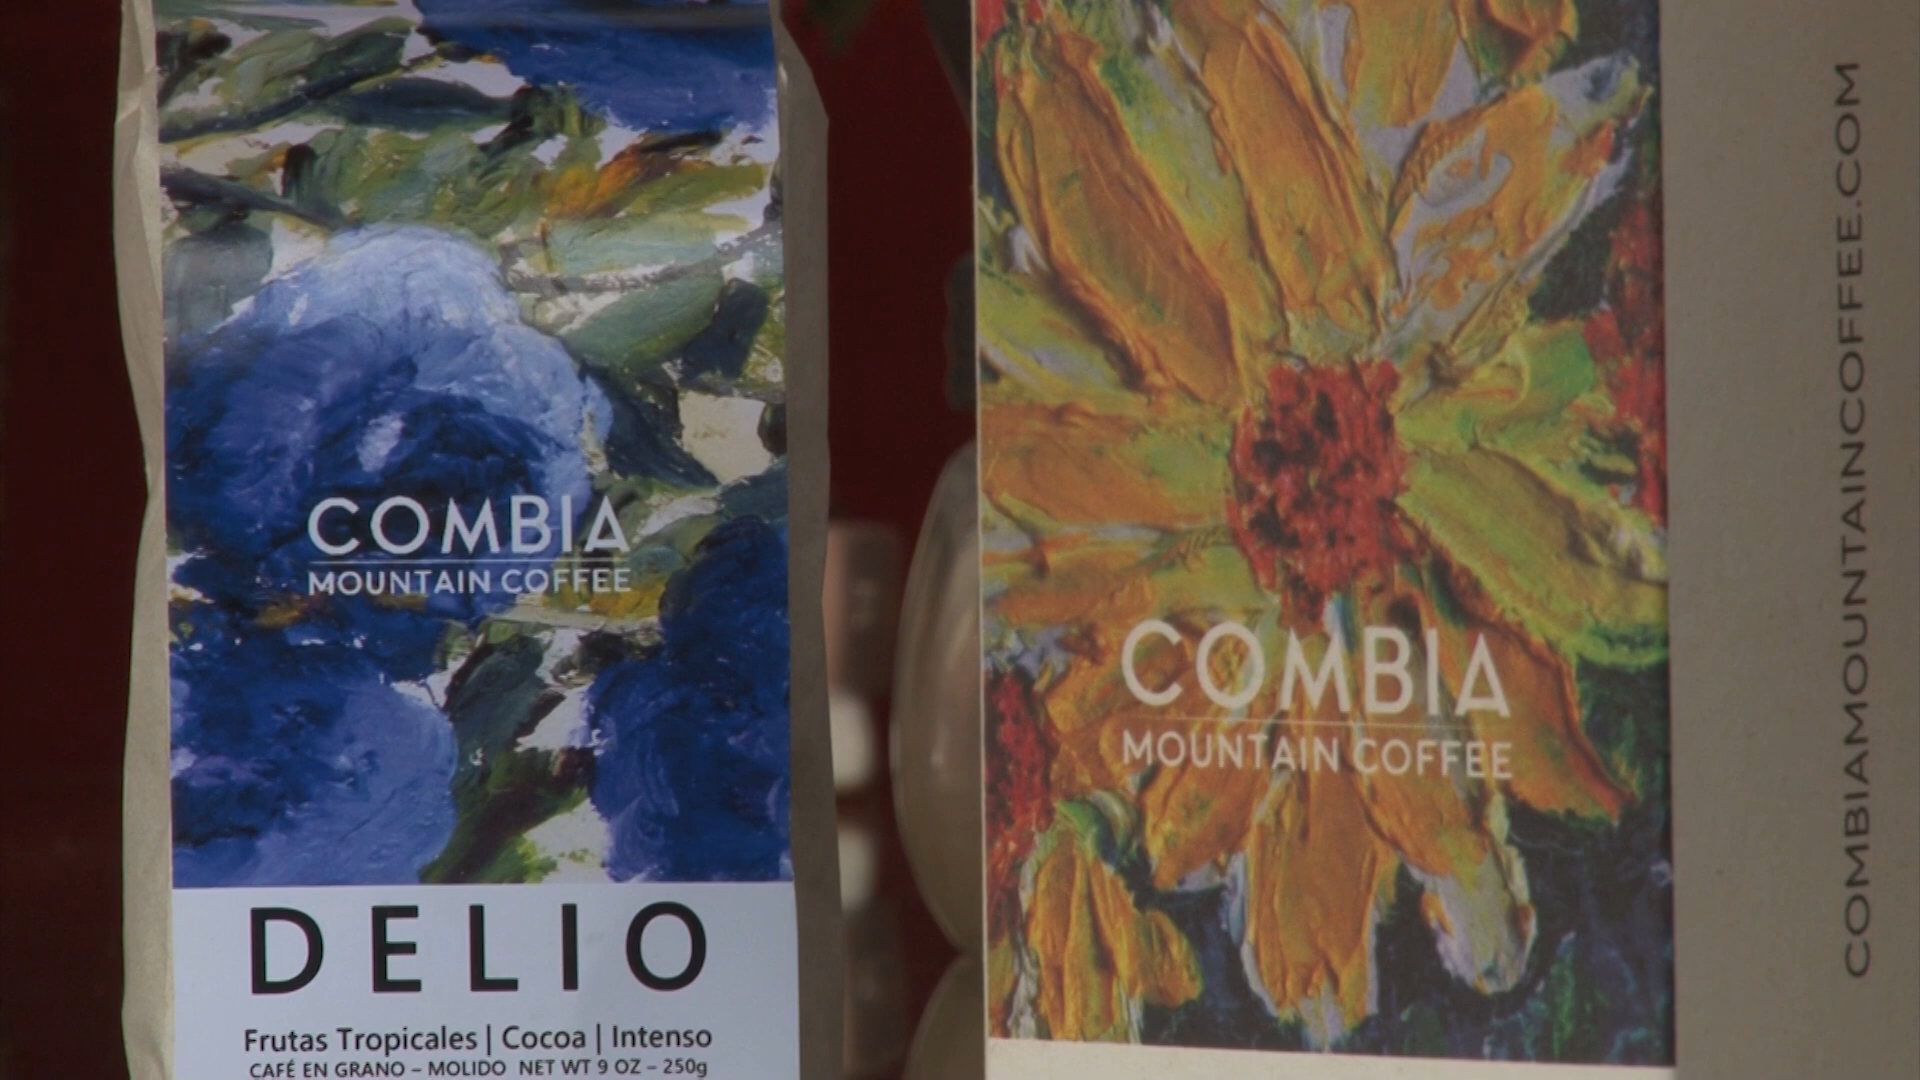 COMBIA
MOUNTAIN COFFEE
DELIO
Frutas Tropicales | Cocoa | Intenso
CAFÉ EN GRANO – MOLIDO NET WT 9 OZ – 250g
COMBIA
MOUNTAIN COFFEE
COMBIAMOUNTAINCOFFEE.COM